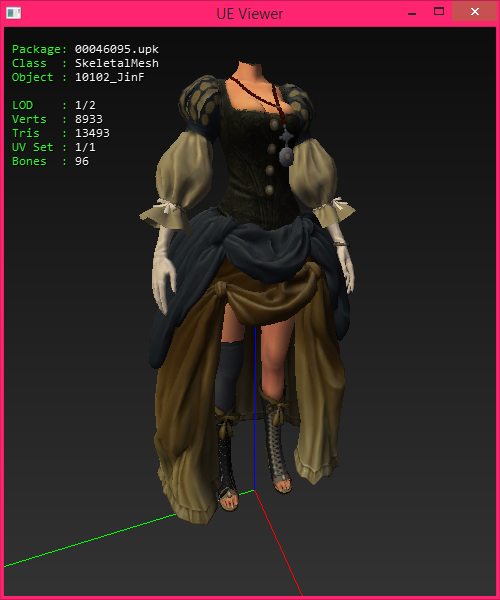 UE Viewer
Package: 00046095.upk
Class  : SkeletalMesh
Object : 10102_JinF
LOD    : 1/2
Verts  : 8933
Tris   : 13493
UV Set : 1/1
Bones  : 96